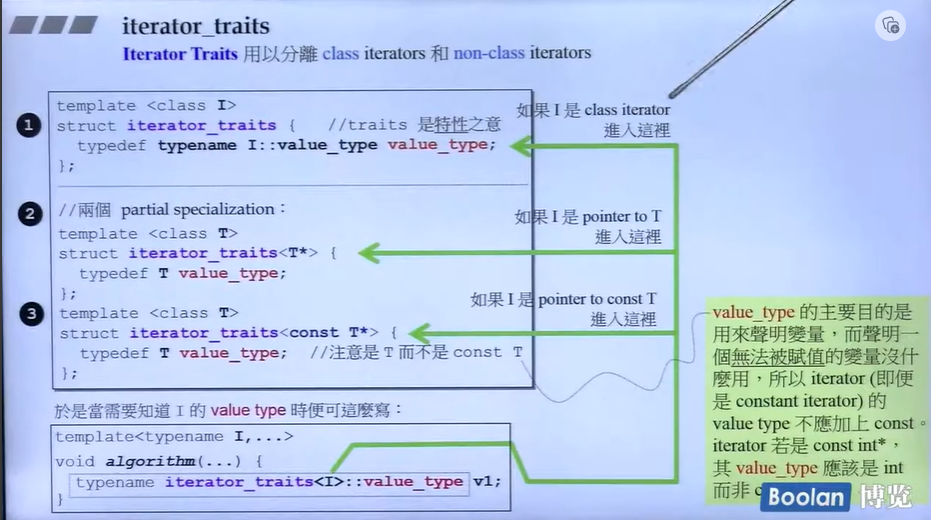 iterator_traits
Iterator Traits 用以分離 class iterators 和 non-class iterators
1
template <class I>
struct iterator_traits { //traits 是特性之意
typedef typename I::value_type value_type;
};
如果 I 是 class iterator
進入這裡
2
//兩個 partial specialization：
template <class T>
struct iterator_traits<T*> {
typedef T value_type;
};
如果 I 是 pointer to T
進入這裡
3
template <class T>
struct iterator_traits<const T*> {
typedef T value_type; //注意是 T 而不是 const T
};
如果 I 是 pointer to const T
進入這裡
value_type 的主要目的是
用來聲明變量，而聲明一
個無法被賦值的變量沒什
麼用，所以 iterator (即便
是 constant iterator) 的
value type 不應加上 const。
iterator 若是 const int*，
其 value_type 應該是 int
而非 c
於是當需要知道 I 的 value type 時便可這麼寫：
template<typename I,...>
void algorithm(...) {
typename iterator_traits<I>::value_type v1;
}
Boolan 博览